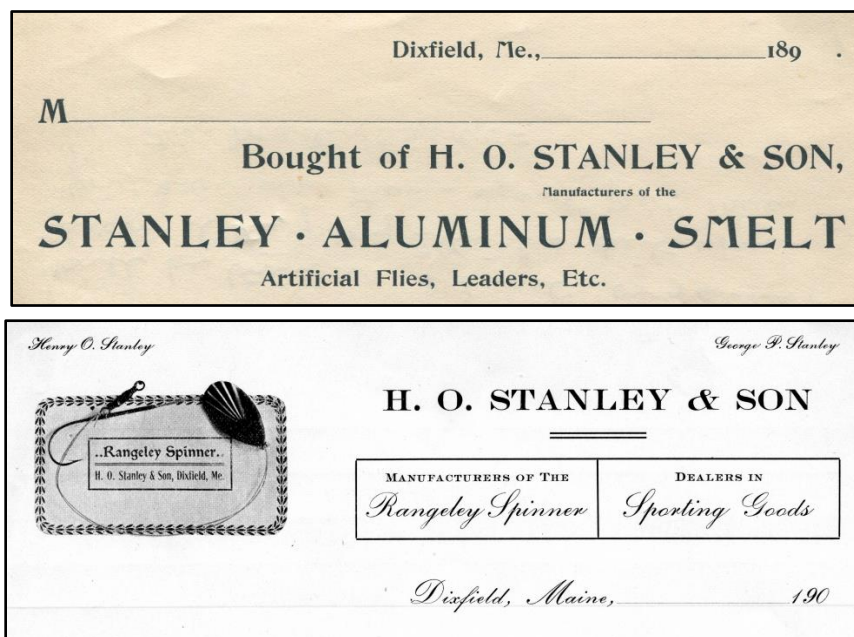 Dixfield, Me., 189 .
M
Bought of H. O. STANLEY & SON,
Manufacturers of the
STANLEY · ALUMINUM · SMELT
Artificial Flies, Leaders, Etc.
Henry O. Stanley
George P. Stanley
..Rangeley Spinner..
H. O. Stanley & Son, Dixfield, Me.
H. O. STANLEY & SON
MANUFACTURERS OF THE
Rangeley Spinner
DEALERS IN
Sporting Goods
Dixfield, Maine, 190